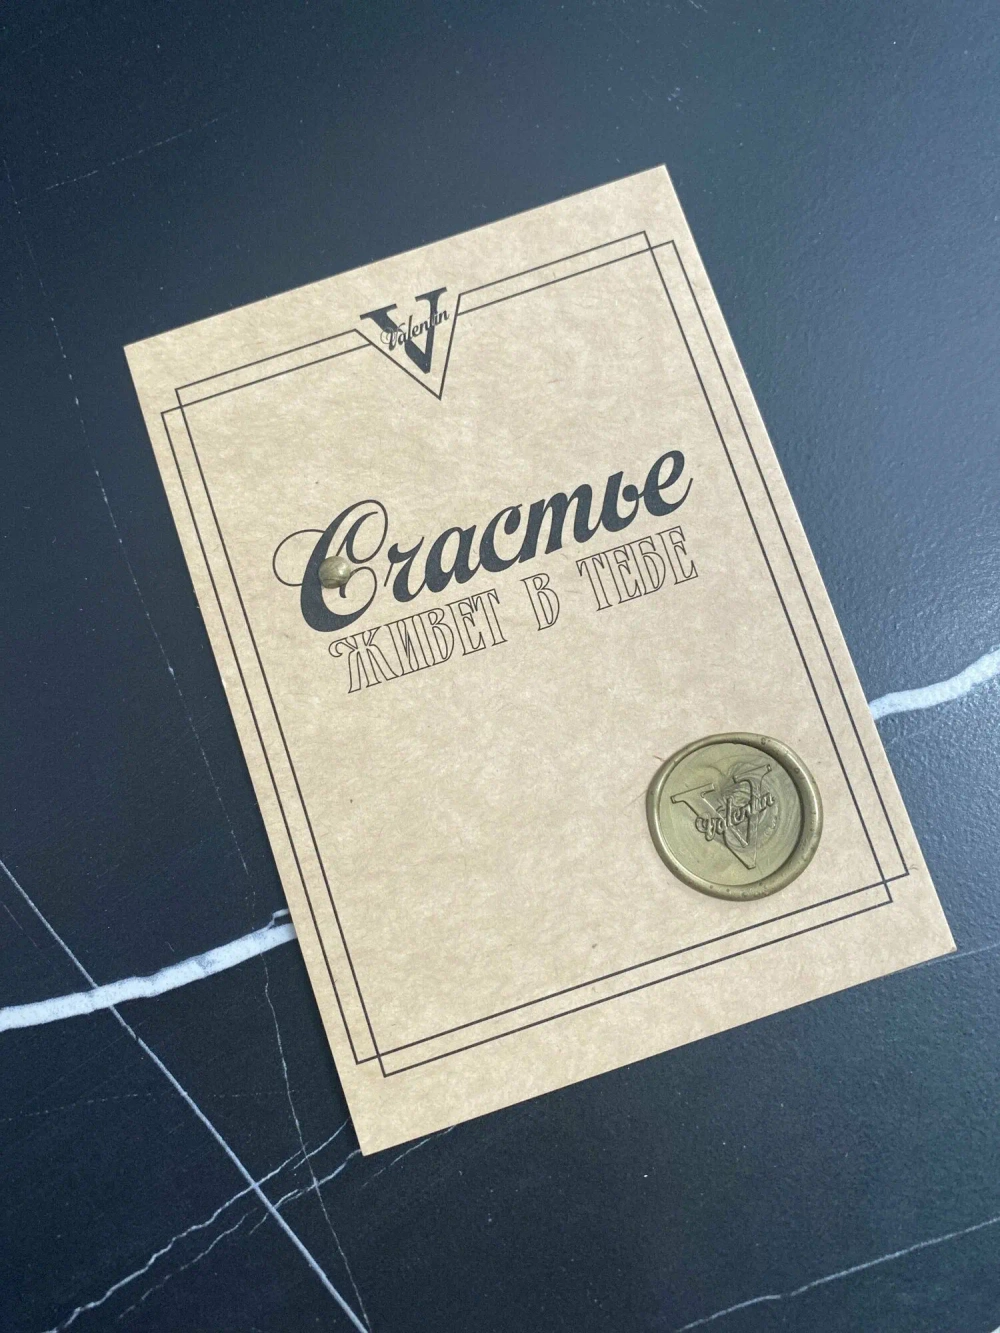 V
Valentin
Счастье
ЖИВЕТ В ТЕБЕ
V
Valentin